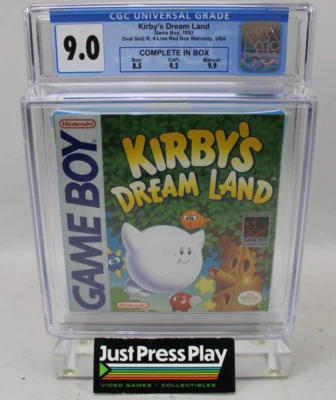 CGC UNIVERSAL GRADE
9.0
Kirby's Dream Land
Game Boy, 1992
Oval SoQ R, 4-Line Red Box Warranty, USA
COMPLETE IN BOX
Box: Cart: Manual:
8.5 9.2 9.9
CGC
Nintendo
GAME BOY
KIRBY'S
DREAM LAND
Nintendo
JUST PRESS PLAY
VIDEO GAMES • COLLECTIBLES